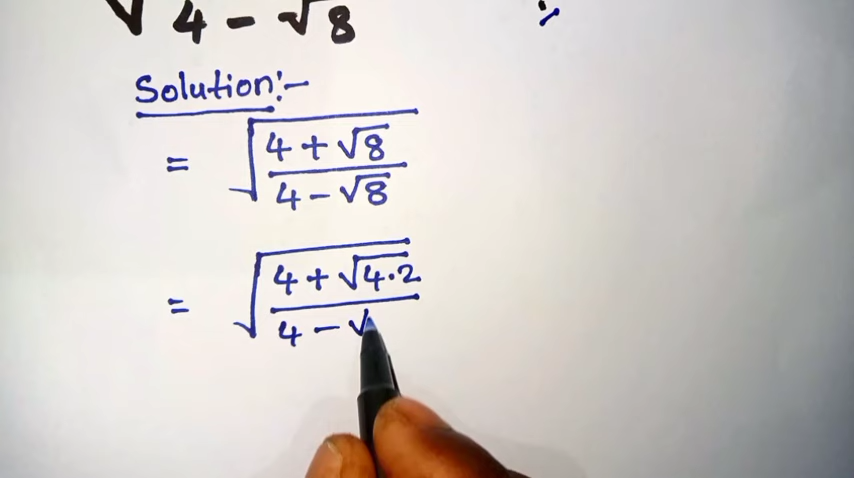 √4 - √8
Solution:-
= √(4 + √8)/(4 - √8)
= √(4 + √4·2)/(4 - √